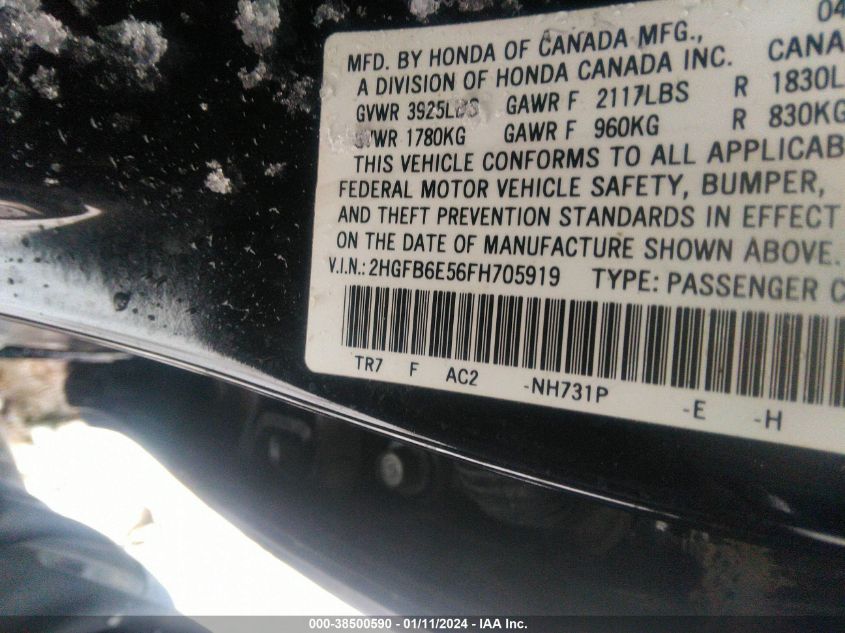 04
MFD. BY HONDA OF CANADA MFG., CANA
A DIVISION OF HONDA CANADA INC.
GVWR 3925LBS GAWR F 2117LBS R 1830L
GVWR 1780KG GAWR F 960KG R 830KG
THIS VEHICLE CONFORMS TO ALL APPLICAB
FEDERAL MOTOR VEHICLE SAFETY, BUMPER,
AND THEFT PREVENTION STANDARDS IN EFFECT
ON THE DATE OF MANUFACTURE SHOWN ABOVE.
V.I.N.: 2HGFB6E56FH705919 TYPE: PASSENGER C
TR7 F AC2 -NH731P -E -H
000-38500590 - 01/11/2024 - IAA Inc.